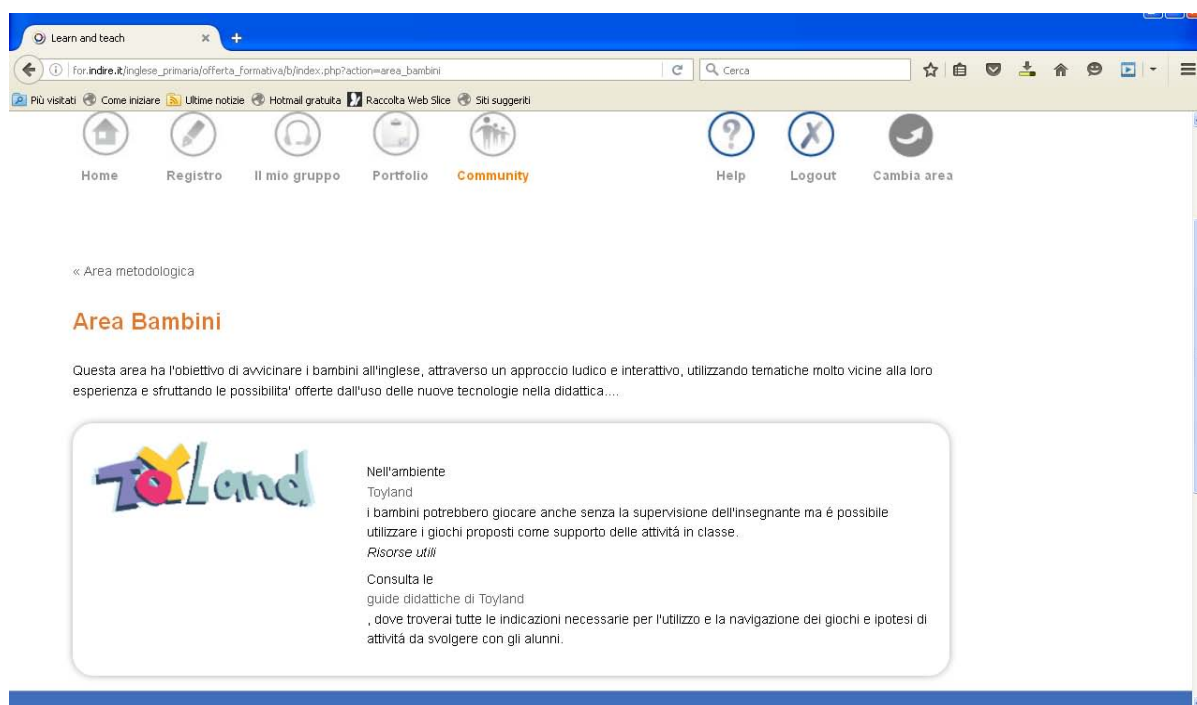 Learn and teach
for.indire.it/inglese_primaria/offerta_formativa/b/index.php?action=area_bambini
Cerca
Più visitati Come iniziare Ultime notizie Hotmail gratuita Raccolta Web Slice Siti suggeriti
Home Registro Il mio gruppo Portfolio Community Help Logout Cambia area
« Area metodologica
Area Bambini
Questa area ha l'obiettivo di avvicinare i bambini all'inglese, attraverso un approccio ludico e interattivo, utilizzando tematiche molto vicine alla loro
esperienza e sfruttando le possibilita' offerte dall'uso delle nuove tecnologie nella didattica....
ToyLand
Nell'ambiente
Toyland
i bambini potrebbero giocare anche senza la supervisione dell'insegnante ma é possibile
utilizzare i giochi proposti come supporto delle attivitá in classe.
Risorse utili
Consulta le
guide didattiche di Toyland
, dove troverai tutte le indicazioni necessarie per l'utilizzo e la navigazione dei giochi e ipotesi di
attivitá da svolgere con gli alunni.